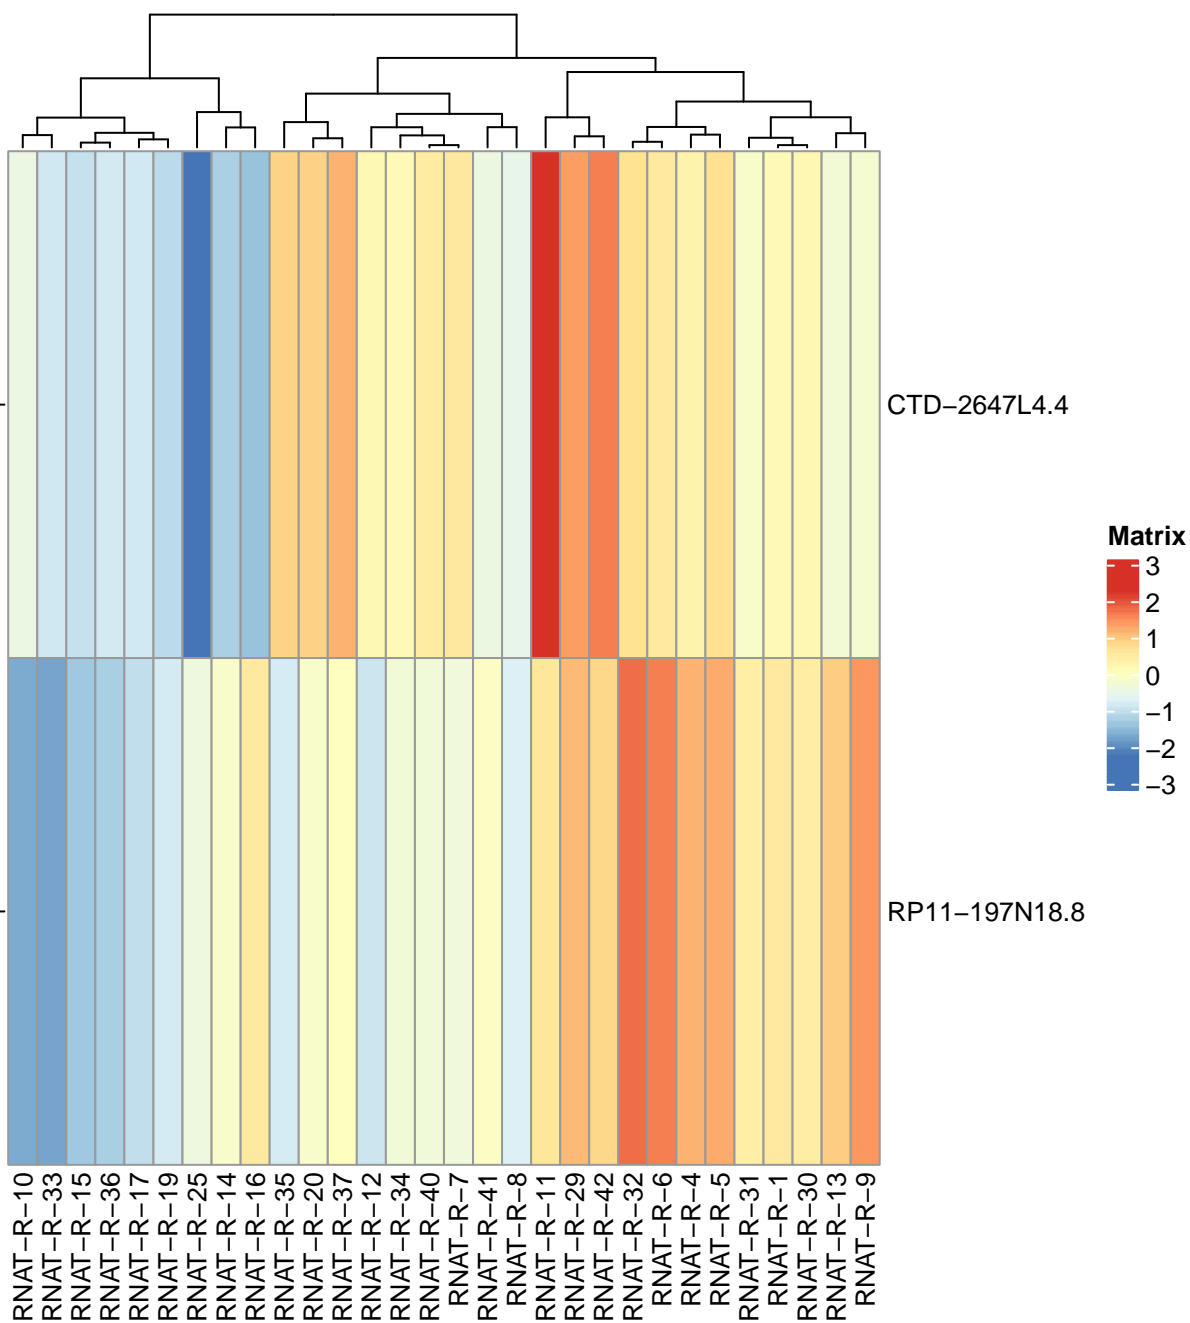 CTD−2647L4.4
Matrix
3
2
1
0
−1
−2
−3
RP11−197N18.8
RNAT−R−10
RNAT−R−33
RNAT−R−15
RNAT−R−36
RNAT−R−17
RNAT−R−19
RNAT−R−25
RNAT−R−14
RNAT−R−16
RNAT−R−35
RNAT−R−20
RNAT−R−37
RNAT−R−12
RNAT−R−34
RNAT−R−40
RNAT−R−7
RNAT−R−41
RNAT−R−8
RNAT−R−11
RNAT−R−29
RNAT−R−42
RNAT−R−32
RNAT−R−6
RNAT−R−4
RNAT−R−5
RNAT−R−31
RNAT−R−1
RNAT−R−30
RNAT−R−13
RNAT−R−9